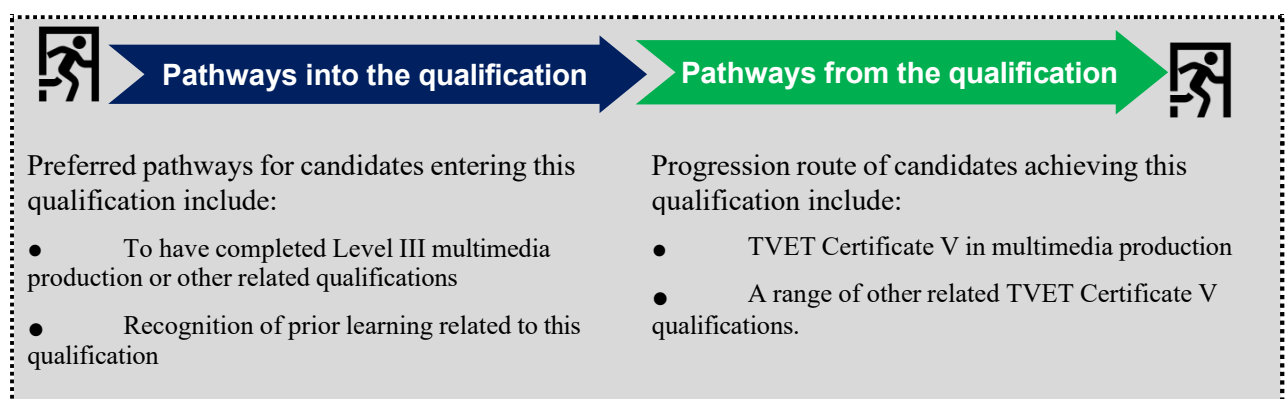 Pathways into the qualification
Pathways from the qualification
Preferred pathways for candidates entering this
qualification include:
● To have completed Level III multimedia
production or other related qualifications
● Recognition of prior learning related to this
qualification
Progression route of candidates achieving this
qualification include:
● TVET Certificate V in multimedia production
● A range of other related TVET Certificate V
qualifications.